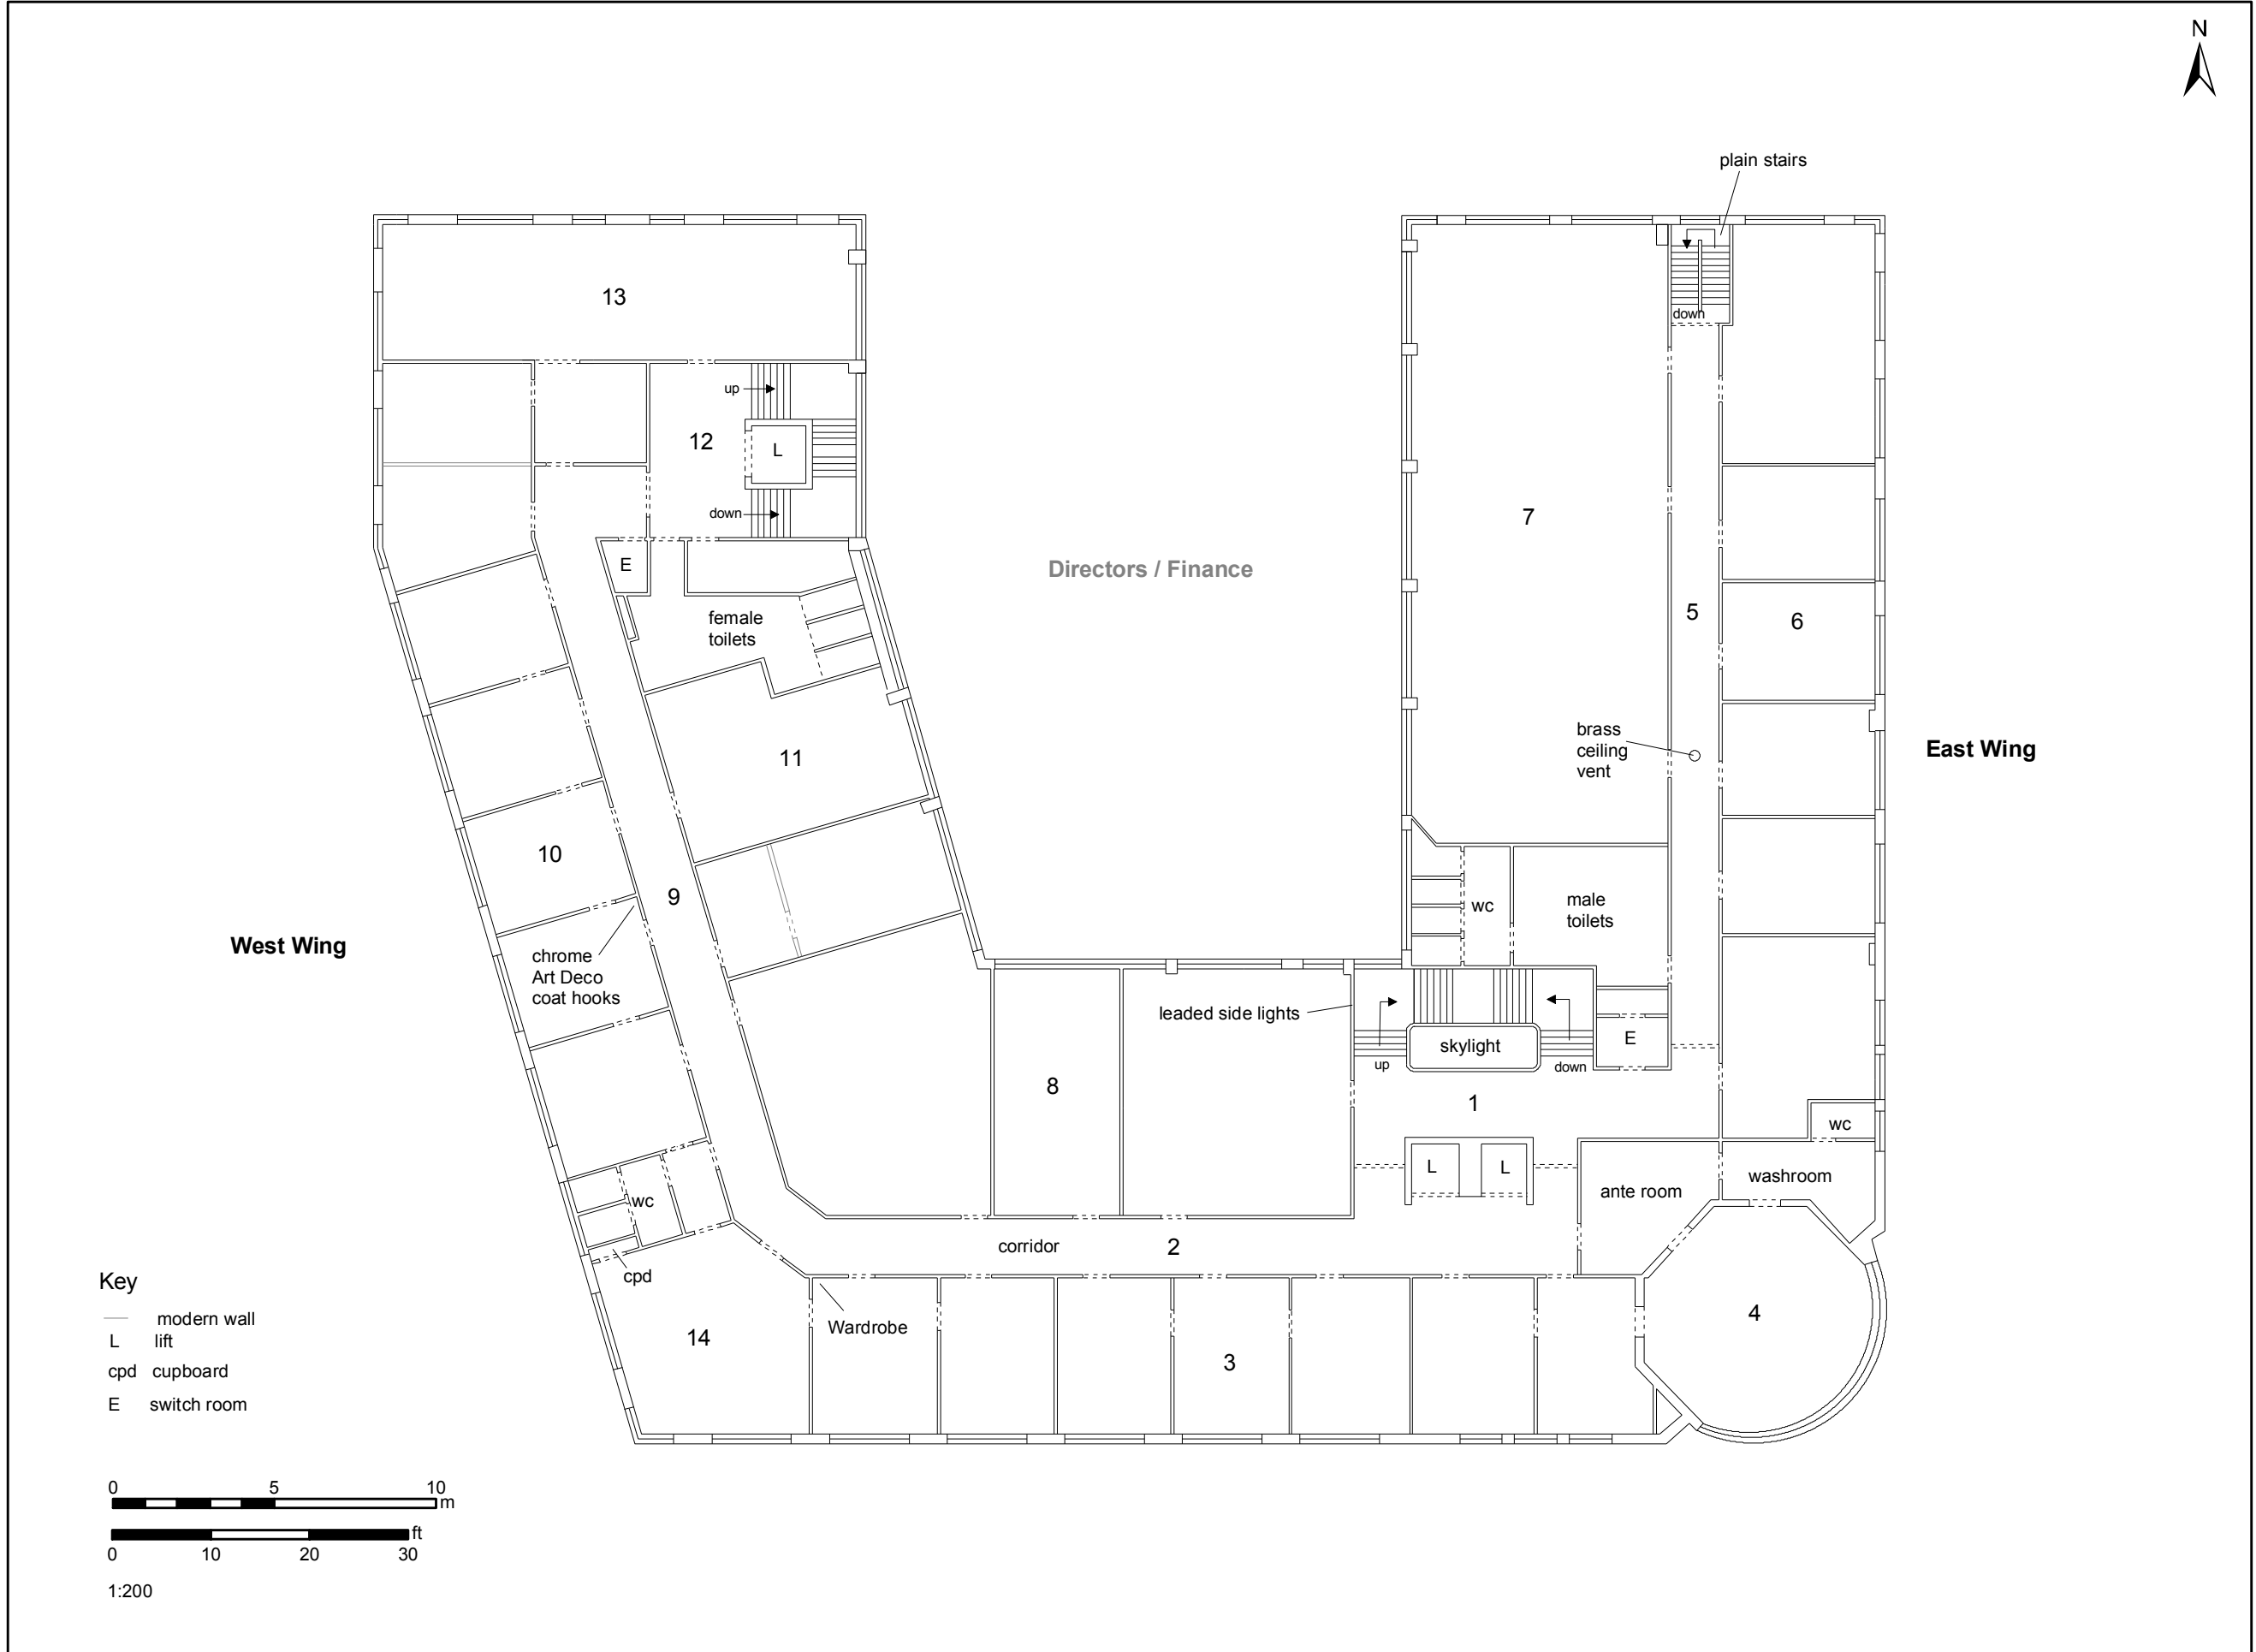 N
plain stairs
down
13
up
12
L
down
E
female
toilets
Directors / Finance
7
5
6
brass
ceiling
vent
East Wing
11
10
9
West Wing
chrome
Art Deco
coat hooks
wc
male
toilets
leaded side lights
skylight
E
up
down
8
1
wc
L
L
ante room
washroom
wc
corridor
2
cpd
Wardrobe
14
3
4
Key
modern wall
L lift
cpd cupboard
E switch room
0 5 10
m
ft
0 10 20 30
1:200